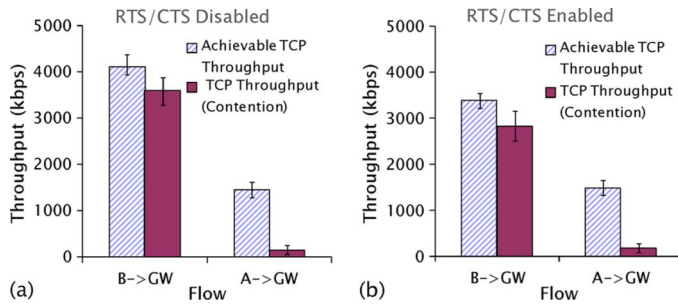 RTS/CTS Disabled
Throughput (kbps)
5000
4000
3000
2000
1000
0
Achievable TCP
Throughput
TCP Throughput
(Contention)
B->GW
A->GW
Flow
(a)
RTS/CTS Enabled
Throughput (kbps)
5000
4000
3000
2000
1000
0
Achievable TCP
Throughput
TCP Throughput
(Contention)
B->GW
A->GW
Flow
(b)